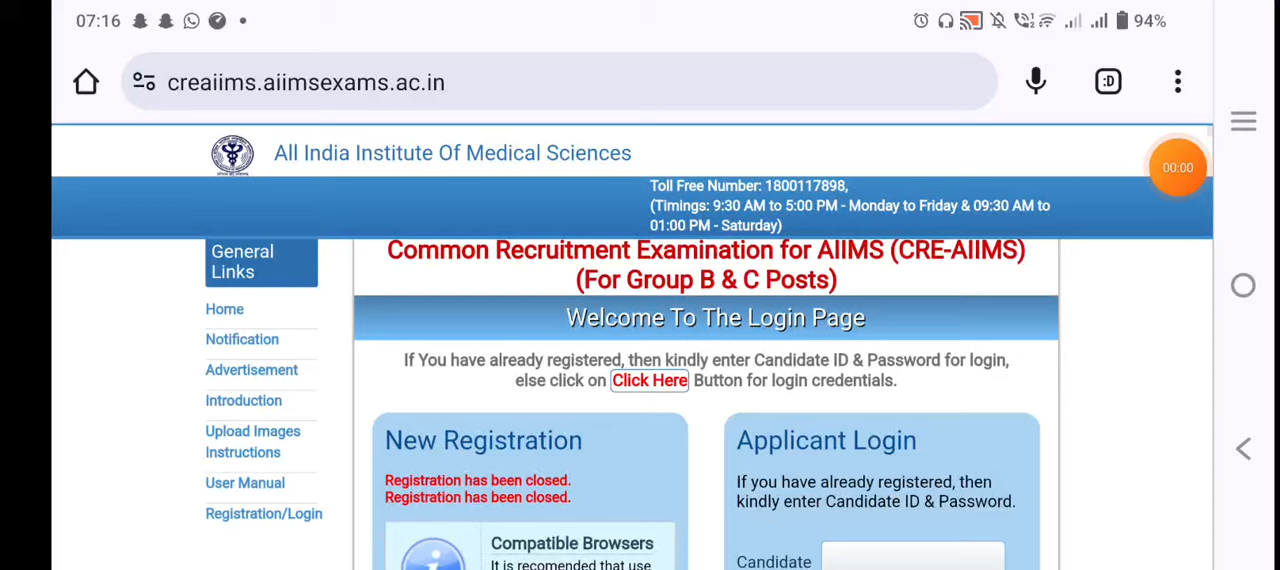 07:16
94%
creaiims.aiimsexams.ac.in
:D
All India Institute Of Medical Sciences
00:00
Toll Free Number: 1800117898,
(Timings: 9:30 AM to 5:00 PM - Monday to Friday & 09:30 AM to
01:00 PM - Saturday)
General
Links
Home
Notification
Advertisement
Introduction
Upload Images
Instructions
User Manual
Registration/Login
Common Recruitment Examination for AIIMS (CRE-AIIMS)
(For Group B & C Posts)
Welcome To The Login Page
If You have already registered, then kindly enter Candidate ID & Password for login,
else click on Click Here Button for login credentials.
New Registration
Registration has been closed.
Registration has been closed.
Compatible Browsers
It is recomended that use
Applicant Login
If you have already registered, then
kindly enter Candidate ID & Password.
Candidate